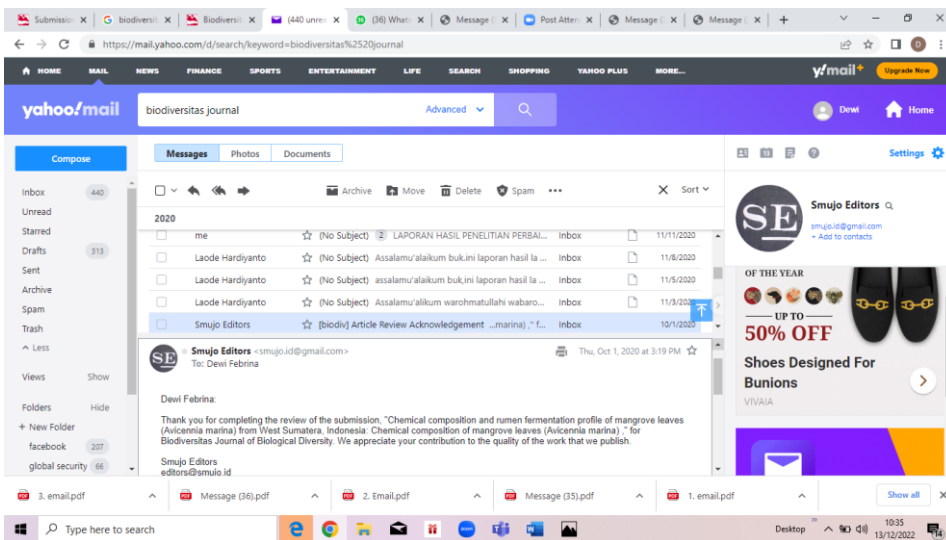 Submission
biodiversit
Biodiversit
(440 unrea
(36) Whats
Message (
Post Atten
Message (
Message (
https://mail.yahoo.com/d/search/keyword=biodiversitas%2520journal
HOME MAIL NEWS FINANCE SPORTS ENTERTAINMENT LIFE SEARCH SHOPPING YAHOO PLUS MORE... y!mail+ Upgrade Now
yahoo!mail biodiversitas journal Advanced Dewi Home
Compose Messages Photos Documents Settings
Archive Move Delete Spam ••• Sort
Inbox 440
Unread
Starred
Drafts 313
Sent
Archive
Spam
Trash
Less
Views Show
Folders Hide
+ New Folder
facebook 207
global security 66
2020
me (No Subject) 2 LAPORAN HASIL PENELITIAN PERBAI... Inbox 11/11/2020
Laode Hardiyanto (No Subject) Assalamu'alaikum buk.ini laporan hasil la ... Inbox 11/6/2020
Laode Hardiyanto (No Subject) assalamu'alaikum buk.ini laporan hasil la ... Inbox 11/5/2020
Laode Hardiyanto (No Subject) Assalamu'alikum warohmatullahi wabaro... Inbox 11/3/202
Smujo Editors [biodiv] Article Review Acknowledgement ...marina) ," f... Inbox 10/1/2020
SE Smujo Editors <smujo.id@gmail.com> Thu, Oct 1, 2020 at 3:19 PM
To: Dewi Febrina
Dewi Febrina:
Thank you for completing the review of the submission, "Chemical composition and rumen fermentation profile of mangrove leaves
(Avicennia marina) from West Sumatera, Indonesia: Chemical composition of mangrove leaves (Avicennia marina) ," for
Biodiversitas Journal of Biological Diversity. We appreciate your contribution to the quality of the work that we publish.
Smujo Editors
editors@smujo.id
SE Smujo Editors
smujo.id@gmail.com
+ Add to contacts
OF THE YEAR
UP TO
50% OFF
Shoes Designed For
Bunions
VIVAIA
3. email.pdf Message (36).pdf 2. Email.pdf Message (35).pdf 1. email.pdf Show all
Type here to search Desktop 10:35
13/12/2022